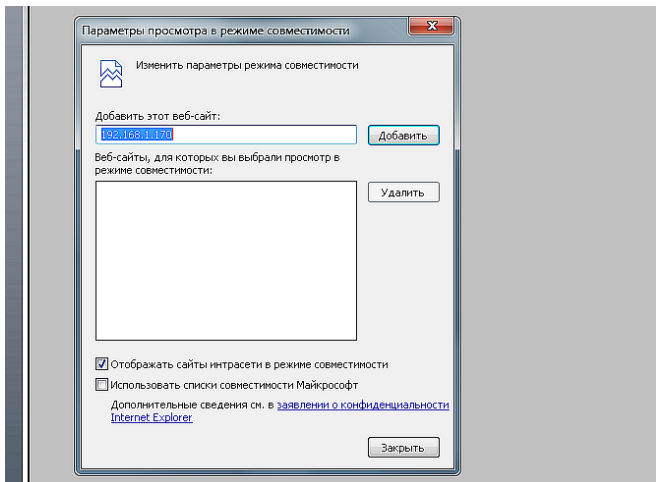 Параметры просмотра в режиме совместимости
Изменить параметры режима совместимости
Добавить этот веб-сайт:
192.168.1.170
Добавить
Веб-сайты, для которых вы выбрали просмотр в
режиме совместимости:
Удалить
Отображать сайты интрасети в режиме совместимости
Использовать списки совместимости Майкрософт
Дополнительные сведения см. в заявлении о конфиденциальности
Internet Explorer
Закрыть